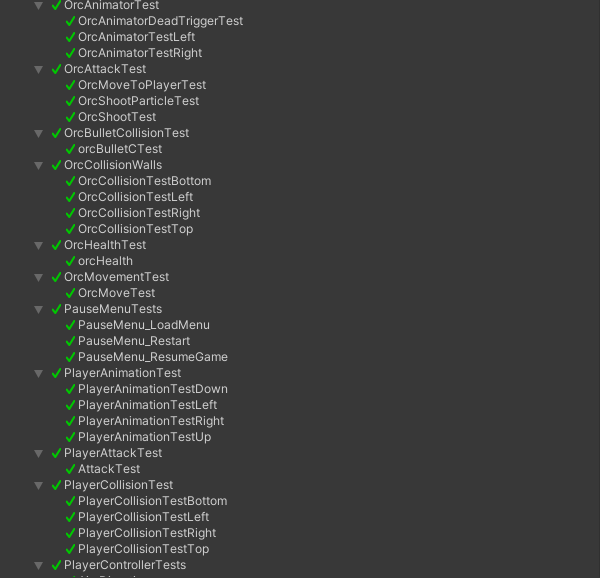 OrcAnimatorTest
OrcAnimatorDeadTriggerTest
OrcAnimatorTestLeft
OrcAnimatorTestRight
OrcAttackTest
OrcMoveToPlayerTest
OrcShootParticleTest
OrcShootTest
OrcBulletCollisionTest
orcBulletCTest
OrcCollisionWalls
OrcCollisionTestBottom
OrcCollisionTestLeft
OrcCollisionTestRight
OrcCollisionTestTop
OrcHealthTest
orcHealth
OrcMovementTest
OrcMoveTest
PauseMenuTests
PauseMenu_LoadMenu
PauseMenu_Restart
PauseMenu_ResumeGame
PlayerAnimationTest
PlayerAnimationTestDown
PlayerAnimationTestLeft
PlayerAnimationTestRight
PlayerAnimationTestUp
PlayerAttackTest
AttackTest
PlayerCollisionTest
PlayerCollisionTestBottom
PlayerCollisionTestLeft
PlayerCollisionTestRight
PlayerCollisionTestTop
PlayerControllerTests